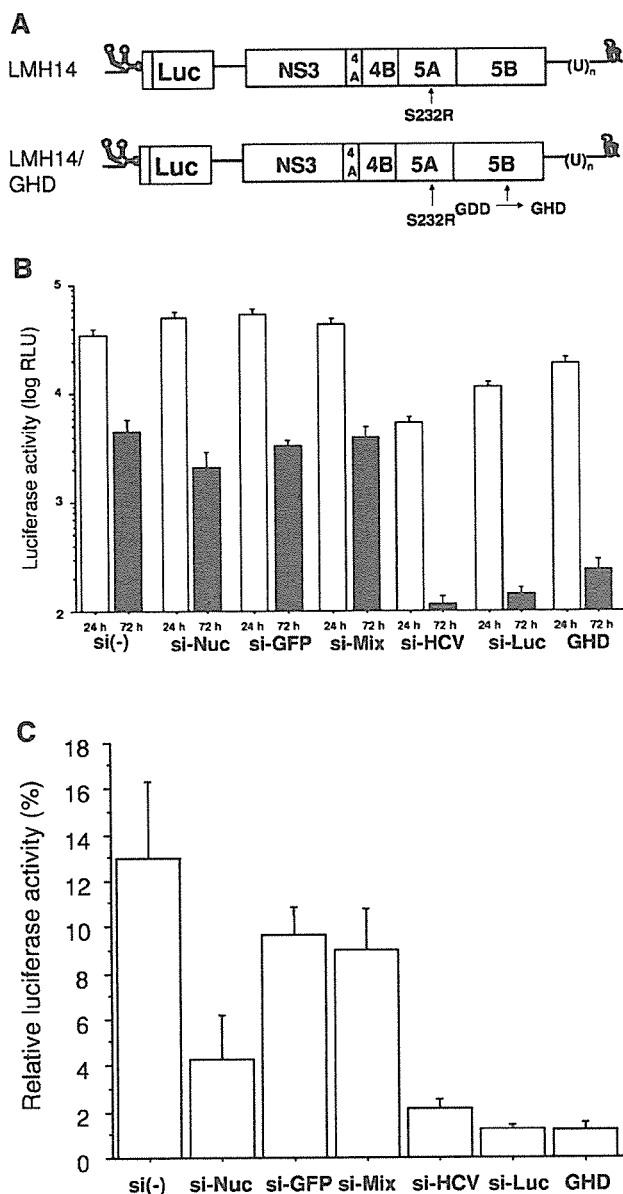 A
LMH14
Luc
NS3
4
A
4B
5A
5B
(U)n
S232R
LMH14/
GHD
Luc
NS3
4
A
4B
5A
5B
(U)n
S232R
GDD → GHD
B
Luciferase activity (log RLU)
5
4
3
2
24 h 72 h 24 h 72 h 24 h 72 h 24 h 72 h 24 h 72 h 24 h 72 h 24 h 72 h
si(-) si-Nuc si-GFP si-Mix si-HCV si-Luc GHD
C
Relative luciferase activity (%)
18
16
14
12
10
8
6
4
2
0
si(-) si-Nuc si-GFP si-Mix si-HCV si-Luc GHD